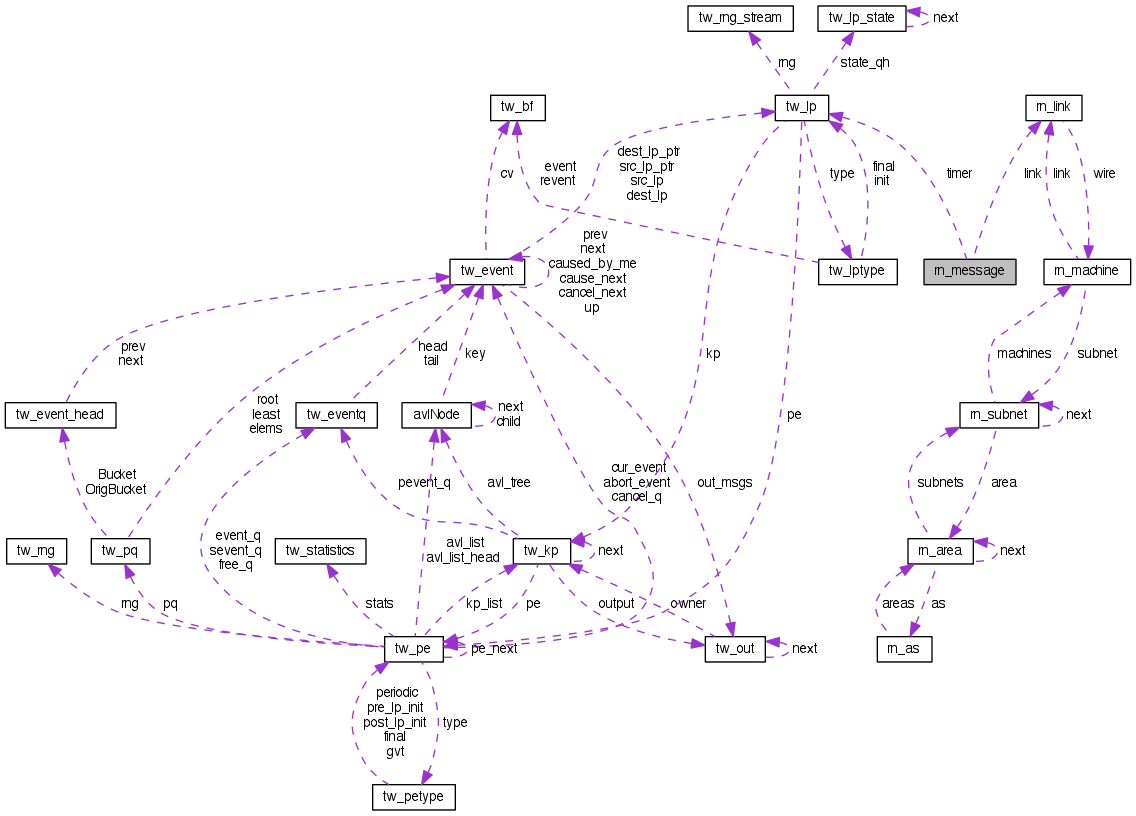 tw_rng_stream
tw_lp_state
next
rng
state_qh
tw_bf
tw_lp
rn_link
dest_lp_ptr
src_lp_ptr
src_lp
dest_lp
event
revent
cv
type
final
init
timer
link
link
wire
prev
next
caused_by_me
cause_next
cancel_next
up
tw_event
tw_lptype
rn_message
rn_machine
prev
next
head
tail
key
kp
machines
subnet
root
least
elems
tw_event_head
tw_eventq
avlNode
next
child
pe
rn_subnet
next
Bucket
OrigBucket
pevent_q
avl_tree
cur_event
abort_event
cancel_q
out_msgs
subnets
area
event_q
sevent_q
free_q
avl_list
avl_list_head
tw_rng
tw_pq
tw_statistics
tw_kp
next
rn_area
next
rng
pq
stats
kp_list
pe
output
owner
areas
as
tw_pe
pe_next
tw_out
next
rn_as
periodic
pre_lp_init
post_lp_init
final
gvt
type
tw_petype